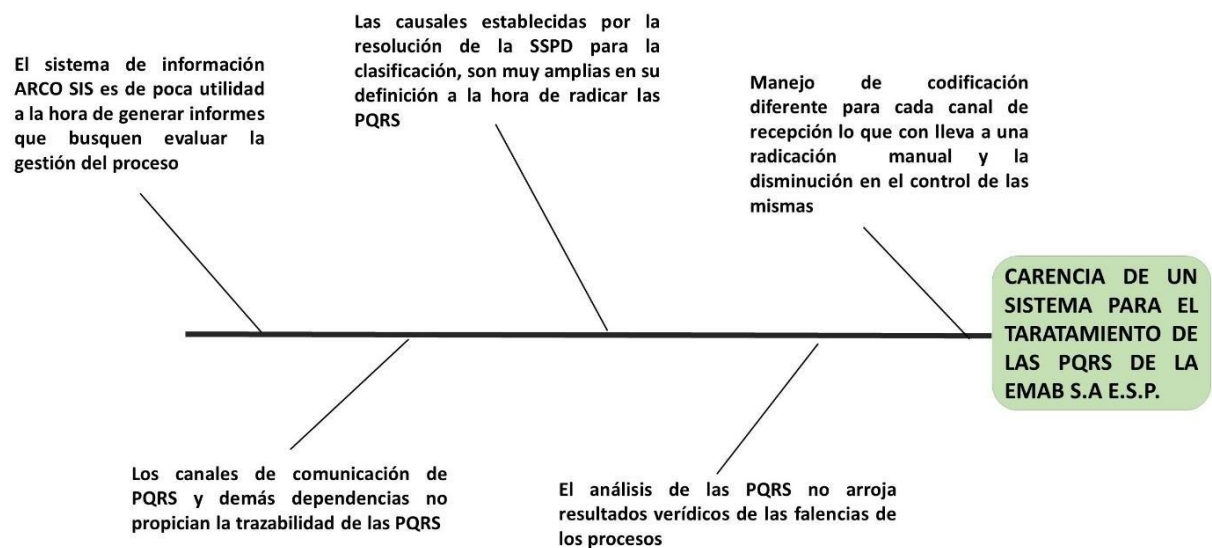 El sistema de información
ARCO SIS es de poca utilidad
a la hora de generar informes
que busquen evaluar la
gestión del proceso
Las causales establecidas por la
resolución de la SSPD para la
clasificación, son muy amplias en su
definición a la hora de radicar las
PQRS
Manejo de codificación
diferente para cada canal de
recepción lo que con lleva a una
radicación manual y la
disminución en el control de las
mismas
CARENCIA DE UN
SISTEMA PARA EL
TARATAMIENTO DE
LAS PQRS DE LA
EMAB S.A E.S.P.
Los canales de comunicación de
PQRS y demás dependencias no
propician la trazabilidad de las PQRS
El análisis de las PQRS no arroja
resultados verídicos de las falencias de
los procesos